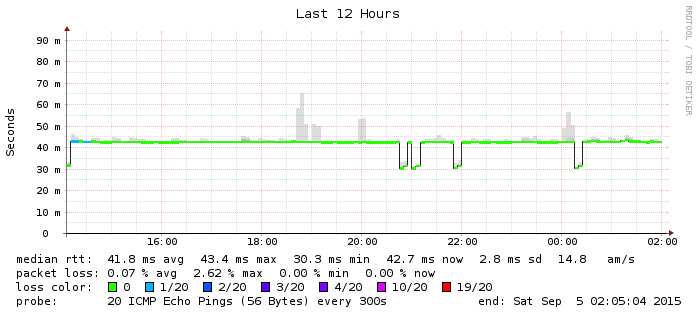 Last 12 Hours
RRDTOOL / TOBI OETIKER
Seconds
90 m
80 m
70 m
60 m
50 m
40 m
30 m
20 m
10 m
0
16:00 18:00 20:00 22:00 00:00 02:00
median rtt: 41.8 ms avg 43.4 ms max 30.3 ms min 42.7 ms now 2.8 ms sd 14.8 am/s
packet loss: 0.07 % avg 2.62 % max 0.00 % min 0.00 % now
loss color: 0 1/20 2/20 3/20 4/20 10/20 19/20
probe: 20 ICMP Echo Pings (56 Bytes) every 300s end: Sat Sep 5 02:05:04 2015